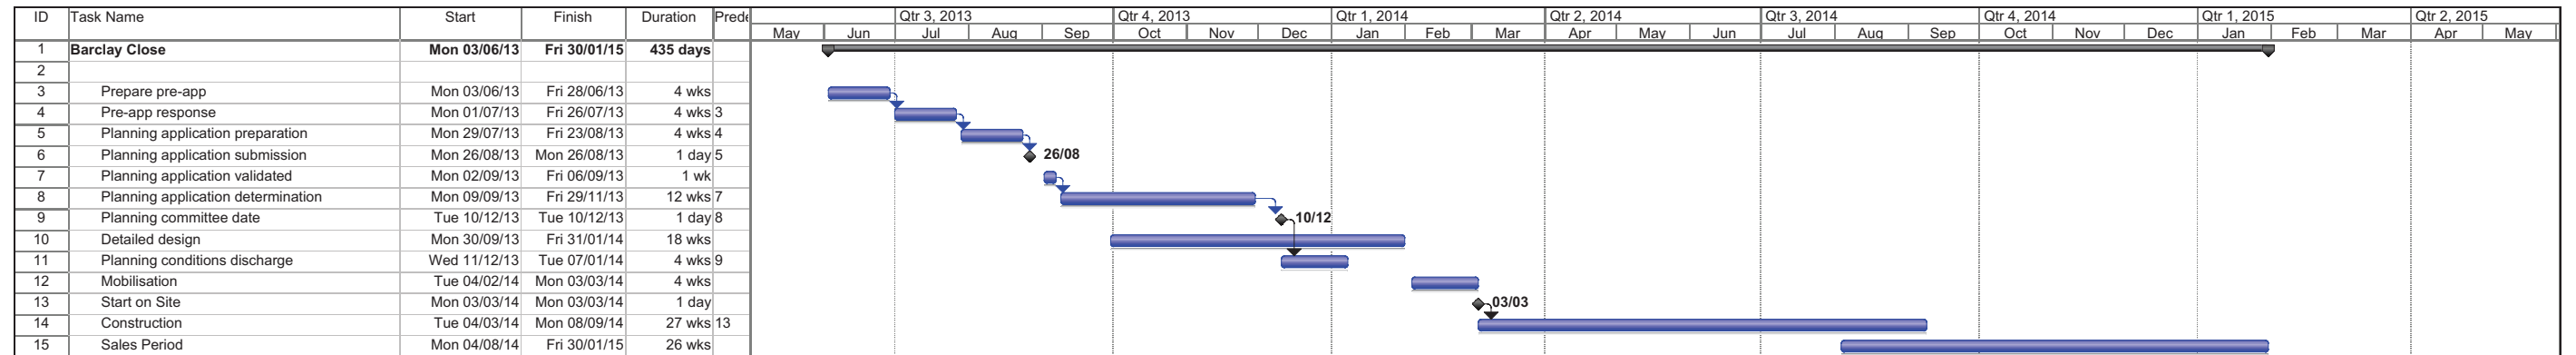 ID Task Name Start Finish Duration Prede Qtr 3, 2013 Qtr 4, 2013 Qtr 1, 2014 Qtr 2, 2014 Qtr 3, 2014 Qtr 4, 2014 Qtr 1, 2015 Qtr 2, 2015
May Jun Jul Aug Sep Oct Nov Dec Jan Feb Mar Apr May Jun Jul Aug Sep Oct Nov Dec Jan Feb Mar Apr May
1 Barclay Close Mon 03/06/13 Fri 30/01/15 435 days
2
3 Prepare pre-app Mon 03/06/13 Fri 28/06/13 4 wks
4 Pre-app response Mon 01/07/13 Fri 26/07/13 4 wks 3
5 Planning application preparation Mon 29/07/13 Fri 23/08/13 4 wks 4
6 Planning application submission Mon 26/08/13 Mon 26/08/13 1 day 5 26/08
7 Planning application validated Mon 02/09/13 Fri 06/09/13 1 wk
8 Planning application determination Mon 09/09/13 Fri 29/11/13 12 wks 7
9 Planning committee date Tue 10/12/13 Tue 10/12/13 1 day 8 10/12
10 Detailed design Mon 30/09/13 Fri 31/01/14 18 wks
11 Planning conditions discharge Wed 11/12/13 Tue 07/01/14 4 wks 9
12 Mobilisation Tue 04/02/14 Mon 03/03/14 4 wks
13 Start on Site Mon 03/03/14 Mon 03/03/14 1 day 03/03
14 Construction Tue 04/03/14 Mon 08/09/14 27 wks 13
15 Sales Period Mon 04/08/14 Fri 30/01/15 26 wks